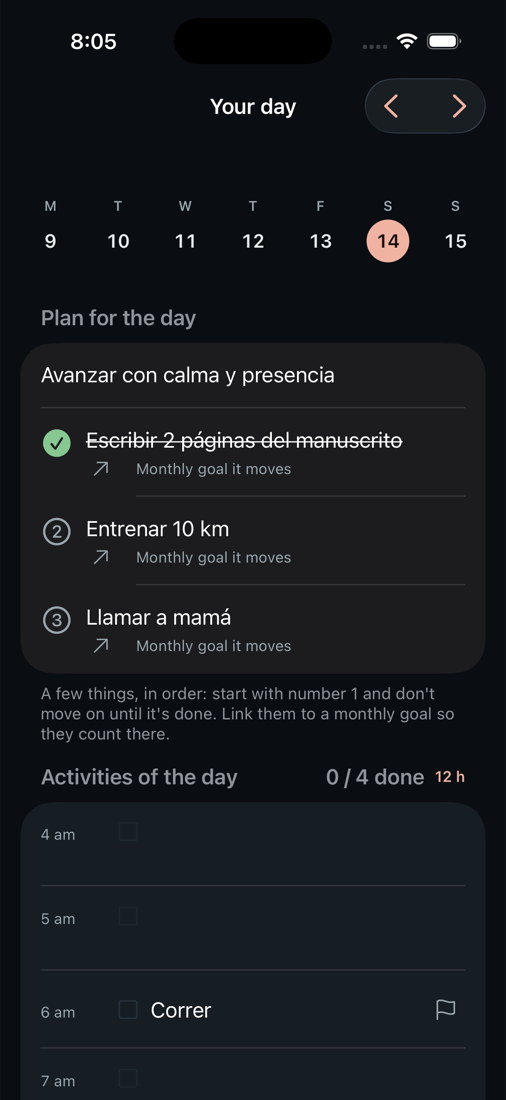 8:05
Your day
M T W T F S S
9 10 11 12 13 14 15
Plan for the day
Avanzar con calma y presencia
Escribir 2 páginas del manuscrito
Monthly goal it moves
2 Entrenar 10 km
Monthly goal it moves
3 Llamar a mamá
Monthly goal it moves
A few things, in order: start with number 1 and don't
move on until it's done. Link them to a monthly goal so
they count there.
Activities of the day 0 / 4 done 12 h
4 am
5 am
6 am Correr
7 am